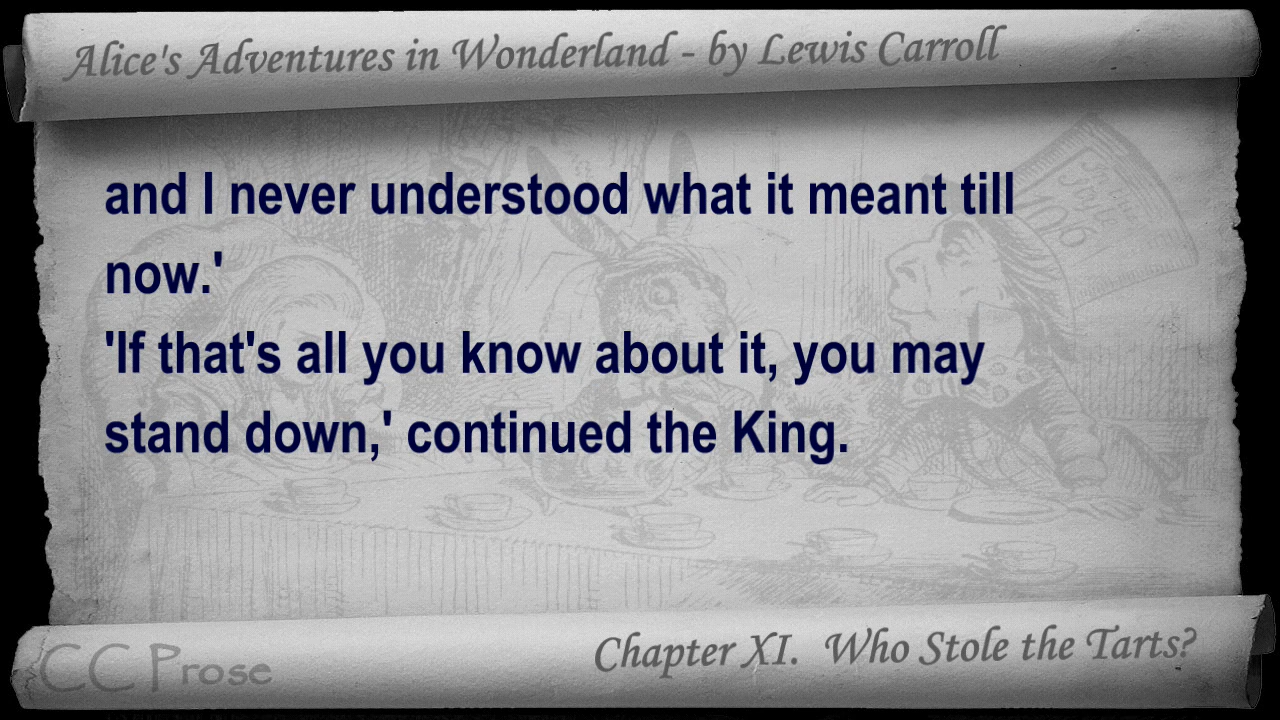 Alice's Adventures in Wonderland - by Lewis Carroll
and I never understood what it meant till
now.'
'If that's all you know about it, you may
stand down,' continued the King.
CC Prose
Chapter XI. Who Stole the Tarts?